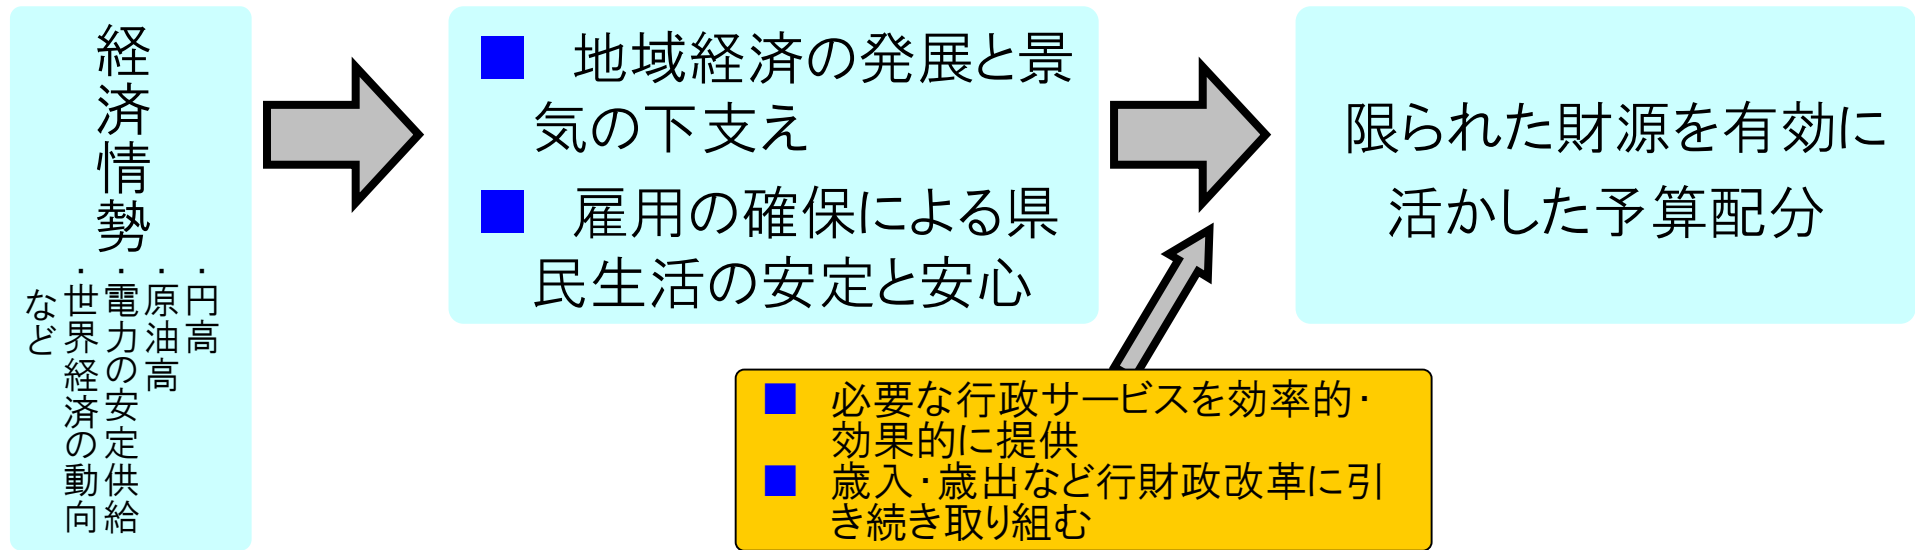 経済情勢
・円高
・原油高
・電力の安定供給
・世界経済の動向
など
■ 地域経済の発展と景
気の下支え
■ 雇用の確保による県
民生活の安定と安心
限られた財源を有効に
活かした予算配分
■ 必要な行政サービスを効率的・
効果的に提供
■ 歳入・歳出など行財政改革に引
き続き取り組む